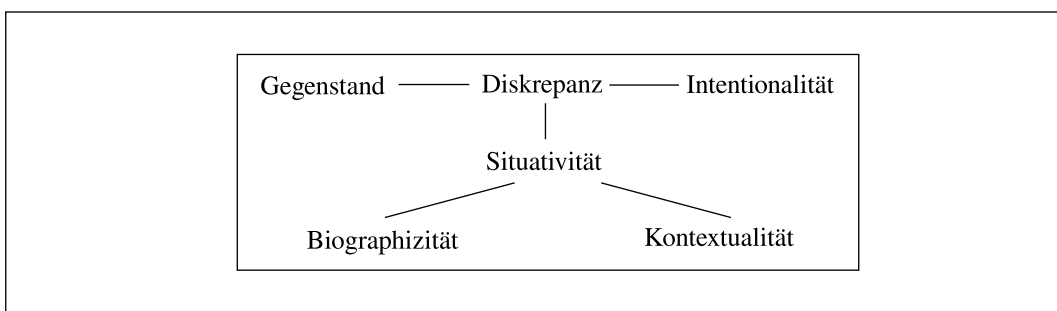 Gegenstand Diskrepanz Intentionalität
Situativität
Biographizität Kontextualität